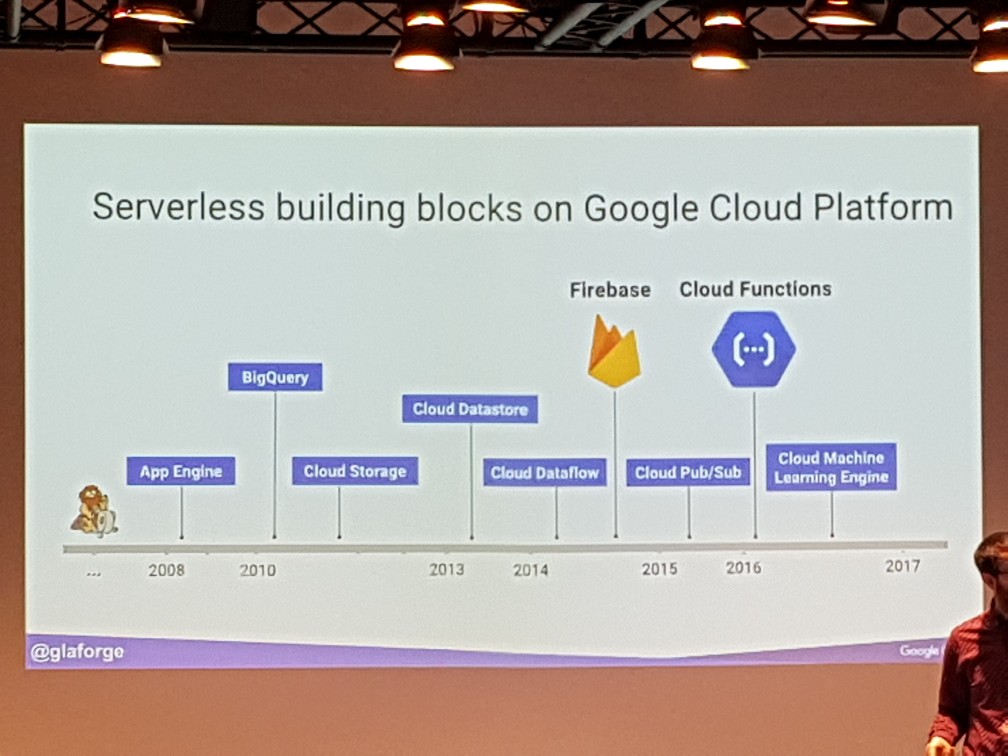 Serverless building blocks on Google Cloud Platform
Firebase
Cloud Functions
BigQuery
Cloud Datastore
App Engine
Cloud Storage
Cloud Dataflow
Cloud Pub/Sub
Cloud Machine
Learning Engine
...
2008
2010
2013
2014
2015
2016
2017
@glaforge
Google